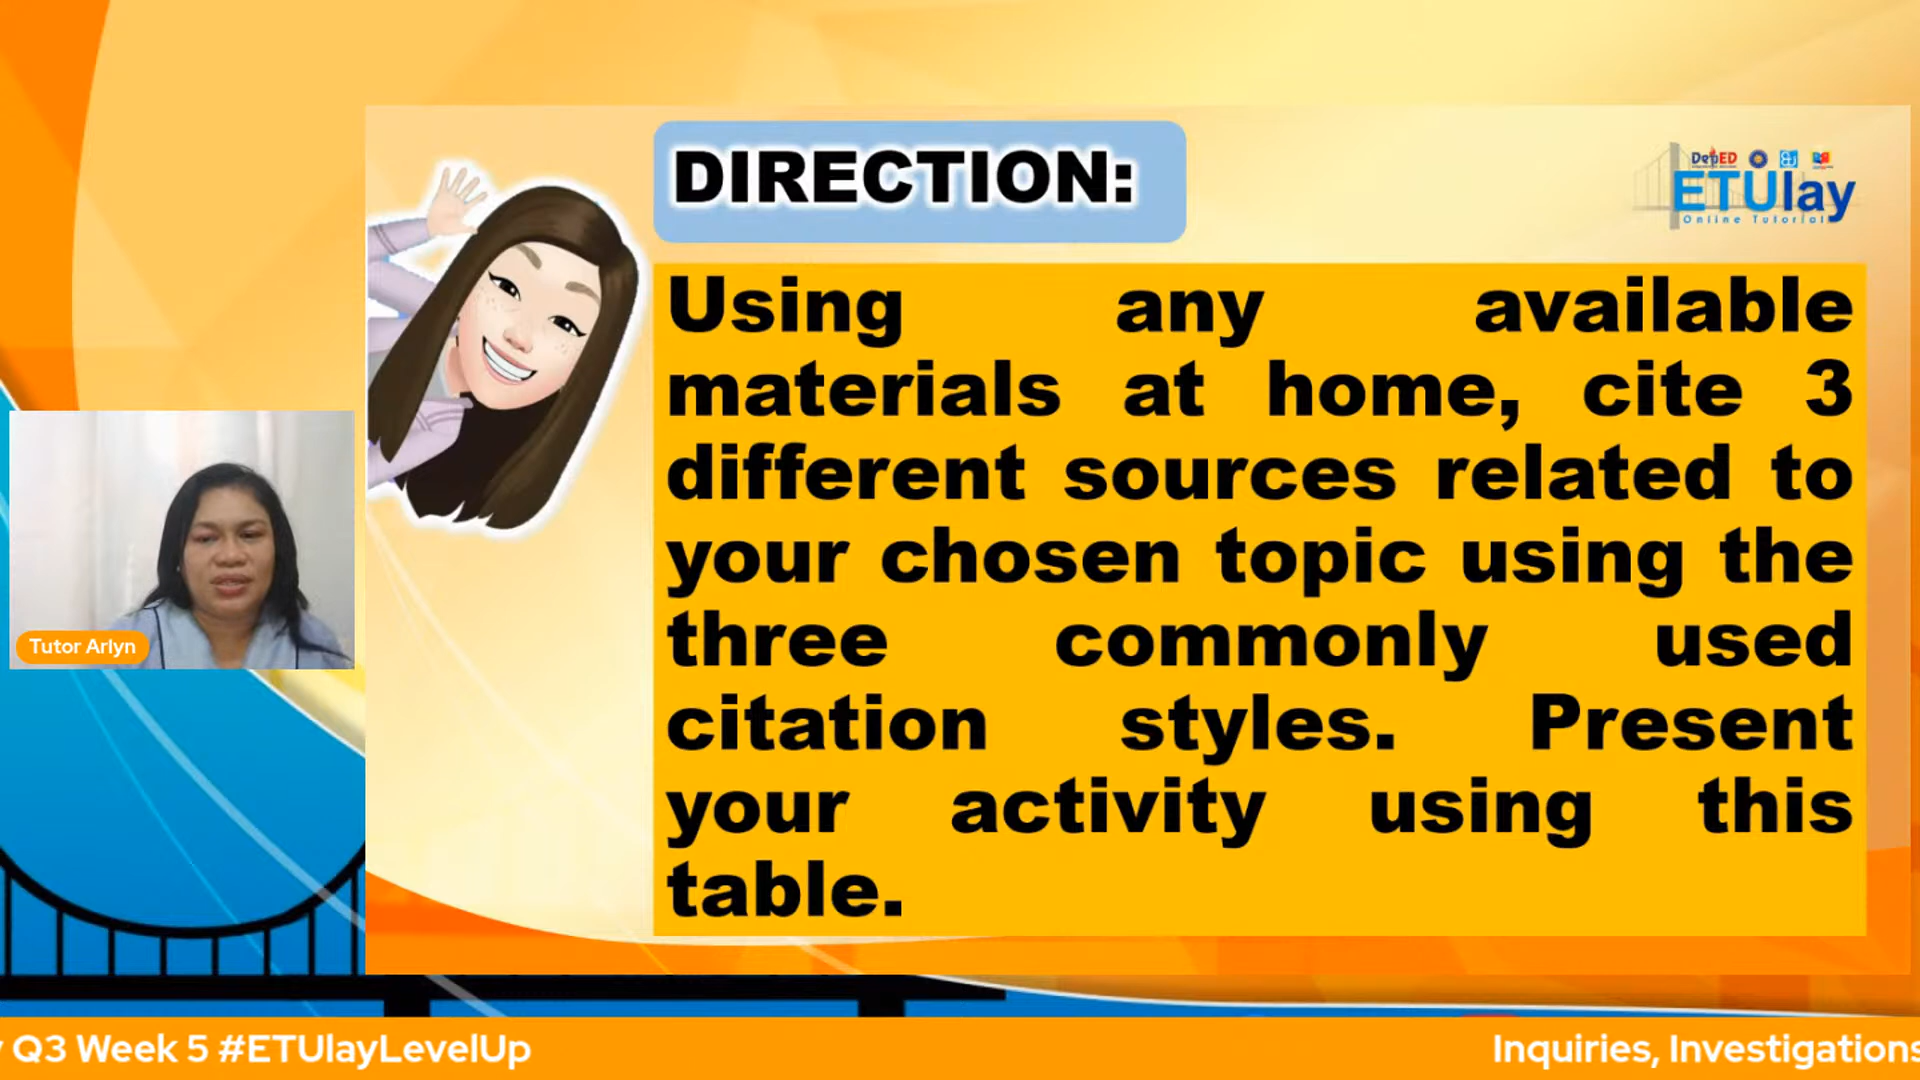 DIRECTION:
DepED
ETUlay
Online Tutorial
Using any available
materials at home, cite 3
different sources related to
your chosen topic using the
three commonly used
citation styles. Present
your activity using this
table.
Tutor Arlyn
Q3 Week 5 #ETUlayLevelUp
Inquiries, Investigations